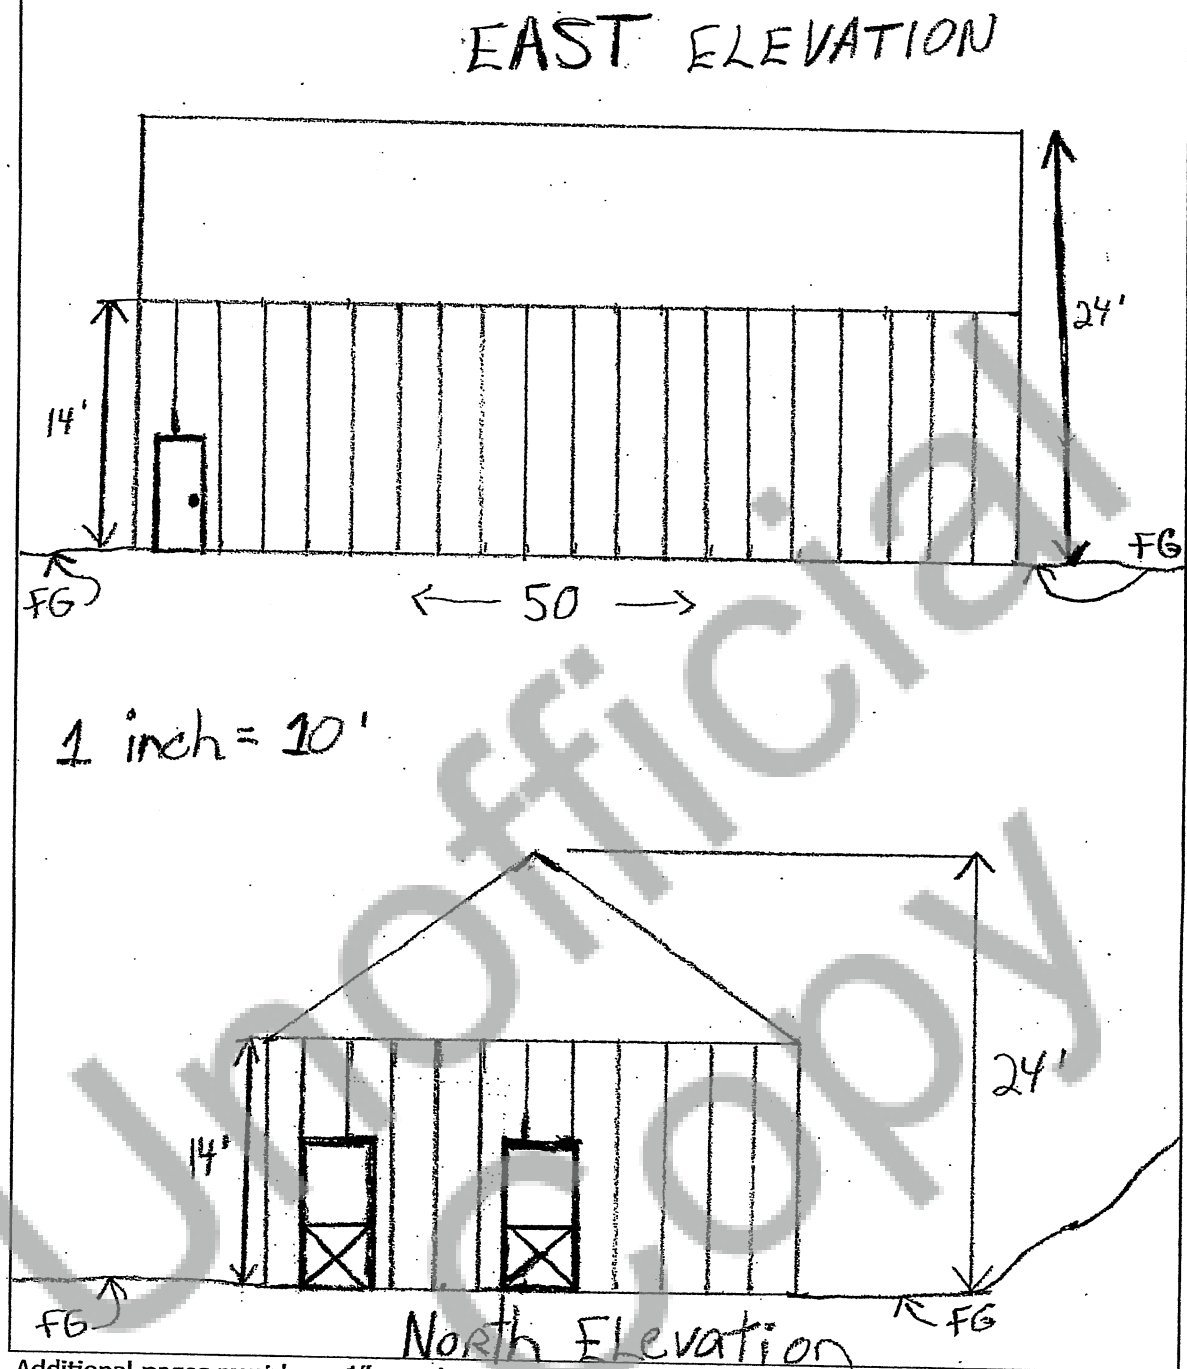 EAST ELEVATION
24'
14'
FG
FG
← 50 →
1 inch = 10'
24'
14'
FG
FG
North Elevation
Unofficial
Copy